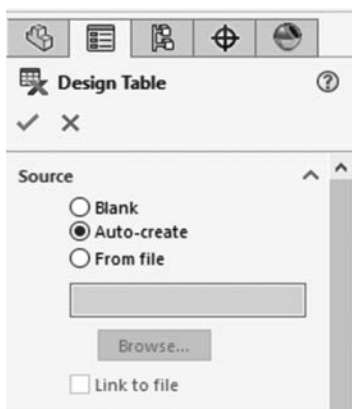 Design Table
Source
Blank
Auto-create
From file
Browse...
Link to file